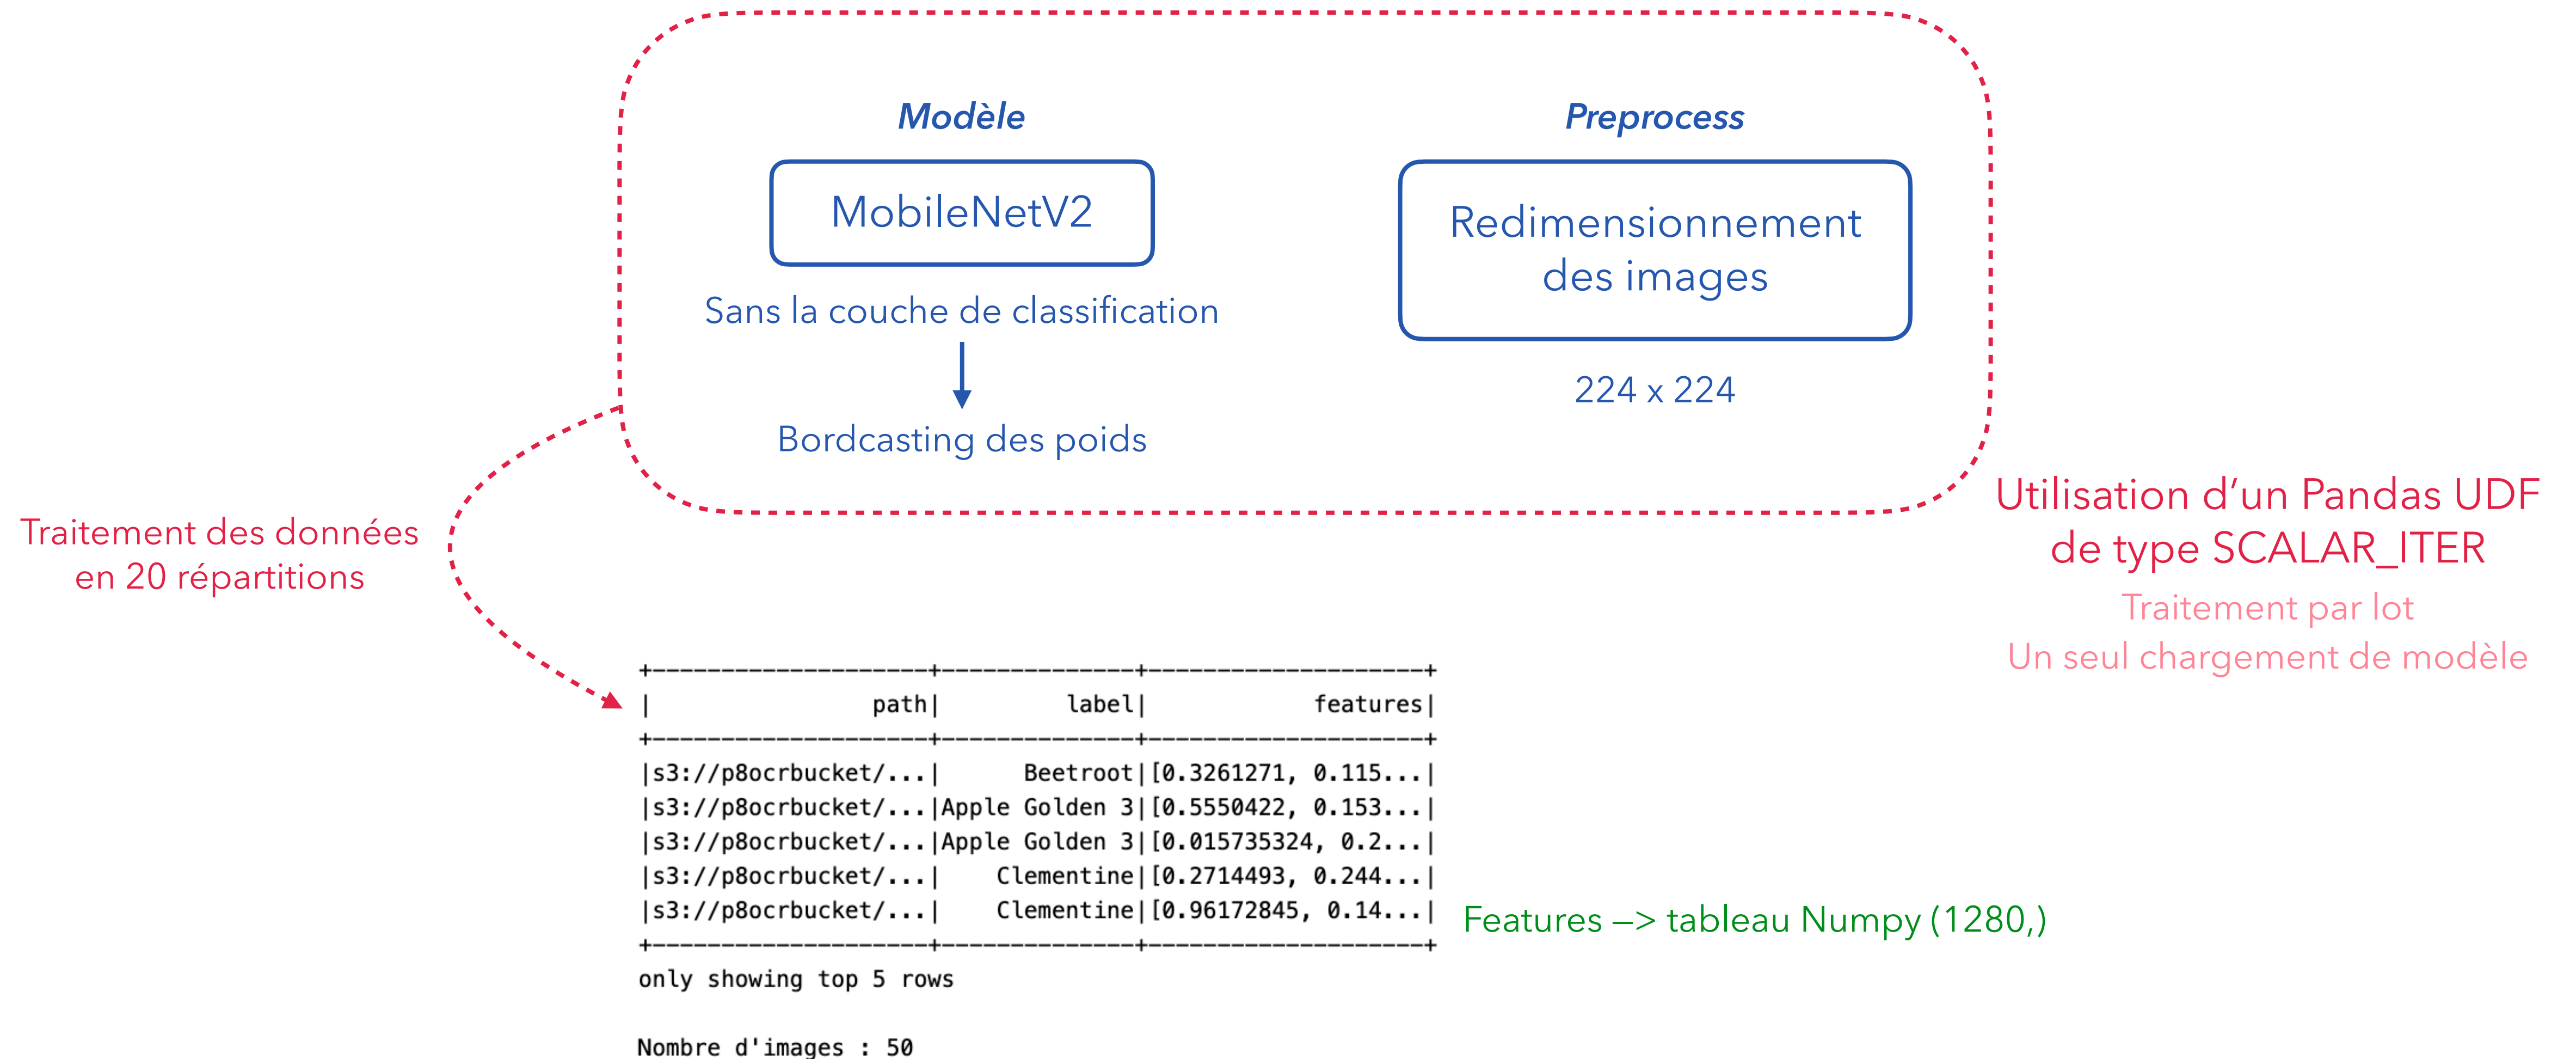 Modèle
MobileNetV2
Sans la couche de classification
Bordcasting des poids
Preprocess
Redimensionnement
des images
224 x 224
Utilisation d’un Pandas UDF
de type SCALAR_ITER
Traitement par lot
Un seul chargement de modèle
Traitement des données
en 20 répartitions
+--------------------+--------------+--------------------+
|                path|         label|            features|
+--------------------+--------------+--------------------+
|s3://p8ocrbucket/...|      Beetroot|[0.3261271, 0.115...|
|s3://p8ocrbucket/...|Apple Golden 3|[0.5550422, 0.153...|
|s3://p8ocrbucket/...|Apple Golden 3|[0.015735324, 0.2...|
|s3://p8ocrbucket/...|    Clementine|[0.2714493, 0.244...|
|s3://p8ocrbucket/...|    Clementine|[0.96172845, 0.14...|
+--------------------+--------------+--------------------+
only showing top 5 rows
Nombre d'images : 50
Features —> tableau Numpy (1280,)